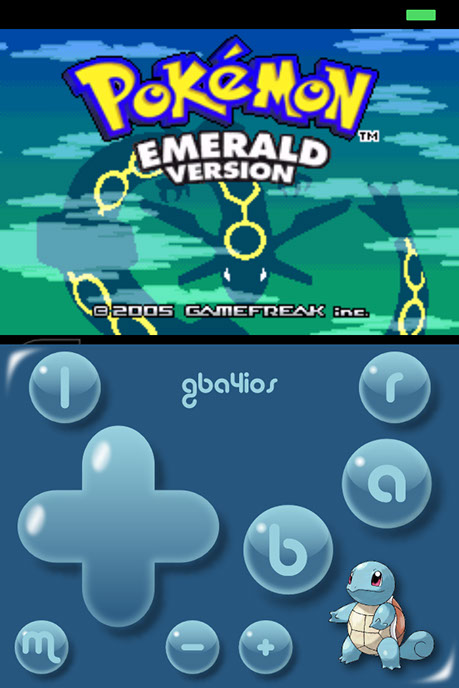 POKéMON
TM
EMERALD
VERSION
©2005 GAMEFREAK inc.
l
gba4ios
r
a
b
m
-
+